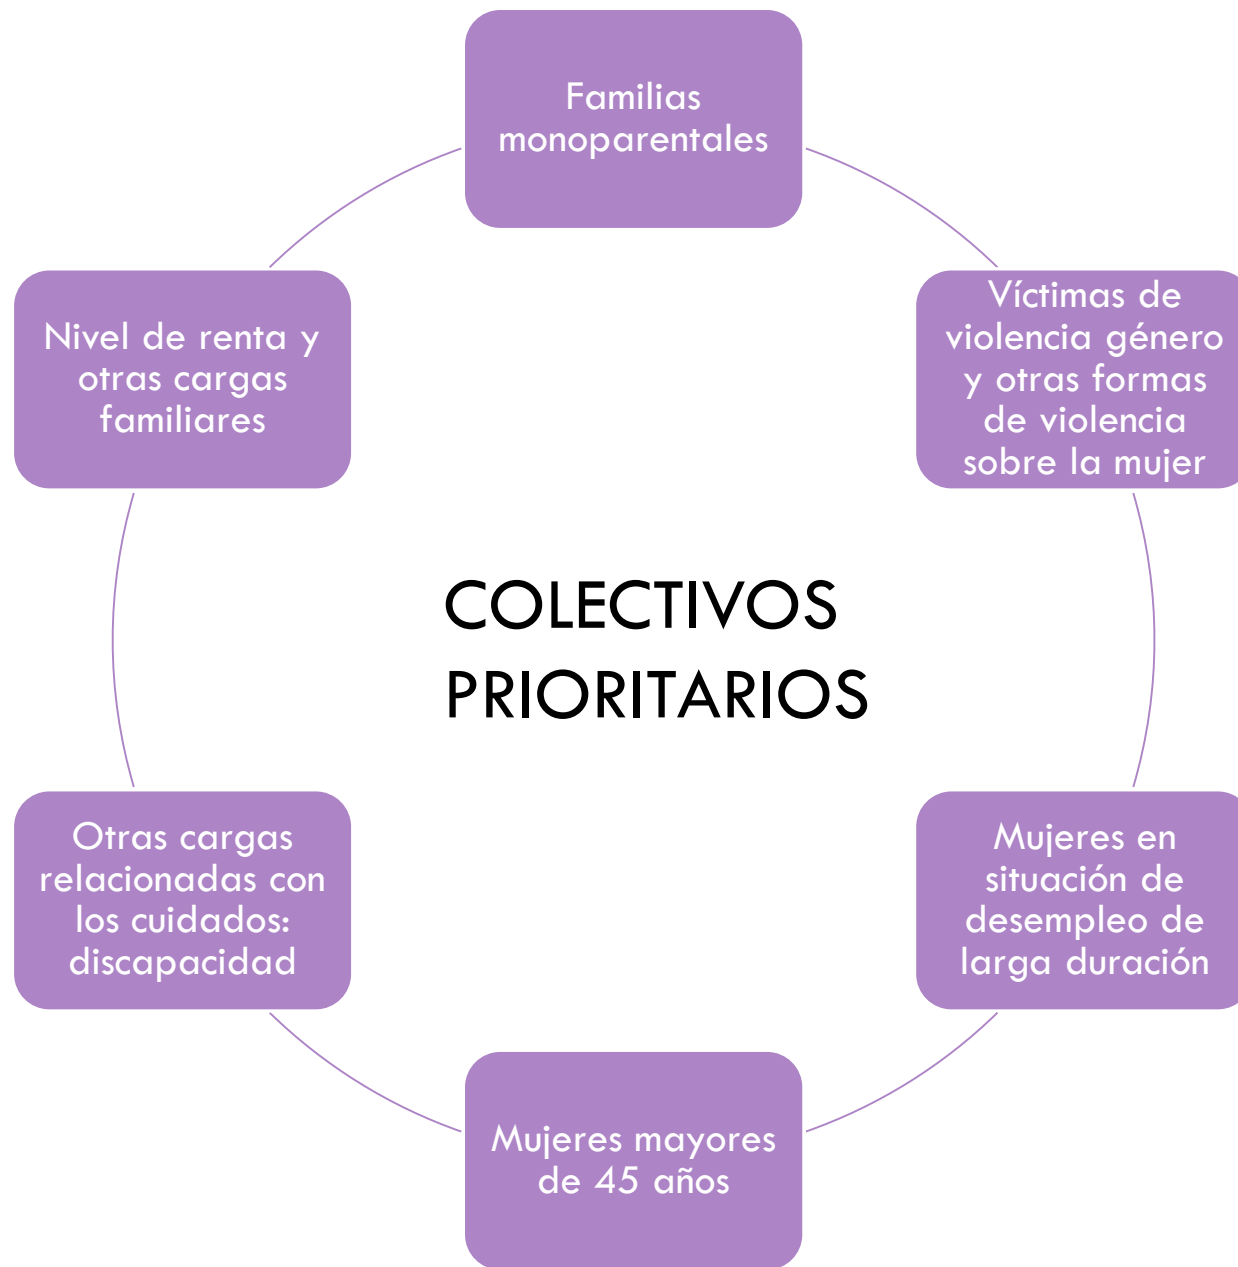 Familias
monoparentales
Víctimas de
violencia género
y otras formas
de violencia
sobre la mujer
Mujeres en
situación de
desempleo de
larga duración
Mujeres mayores
de 45 años
Otras cargas
relacionadas con
los cuidados:
discapacidad
Nivel de renta y
otras cargas
familiares
COLECTIVOS
PRIORITARIOS